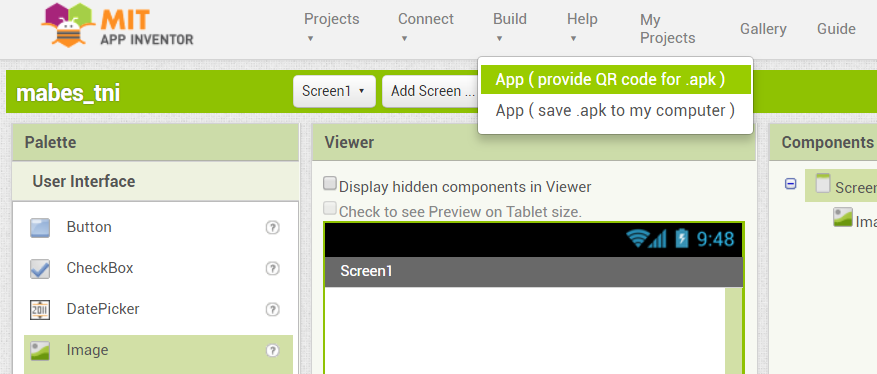 MIT
APP INVENTOR
Projects
Connect
Build
Help
My
Projects
Gallery
Guide
App ( provide QR code for .apk )
App ( save .apk to my computer )
mabes_tni
Screen1
Add Screen ...
Palette
Viewer
Components
User Interface
Display hidden components in Viewer
Check to see Preview on Tablet size.
Button
CheckBox
2011
DatePicker
Image
9:48
Screen1
Screen
Ima